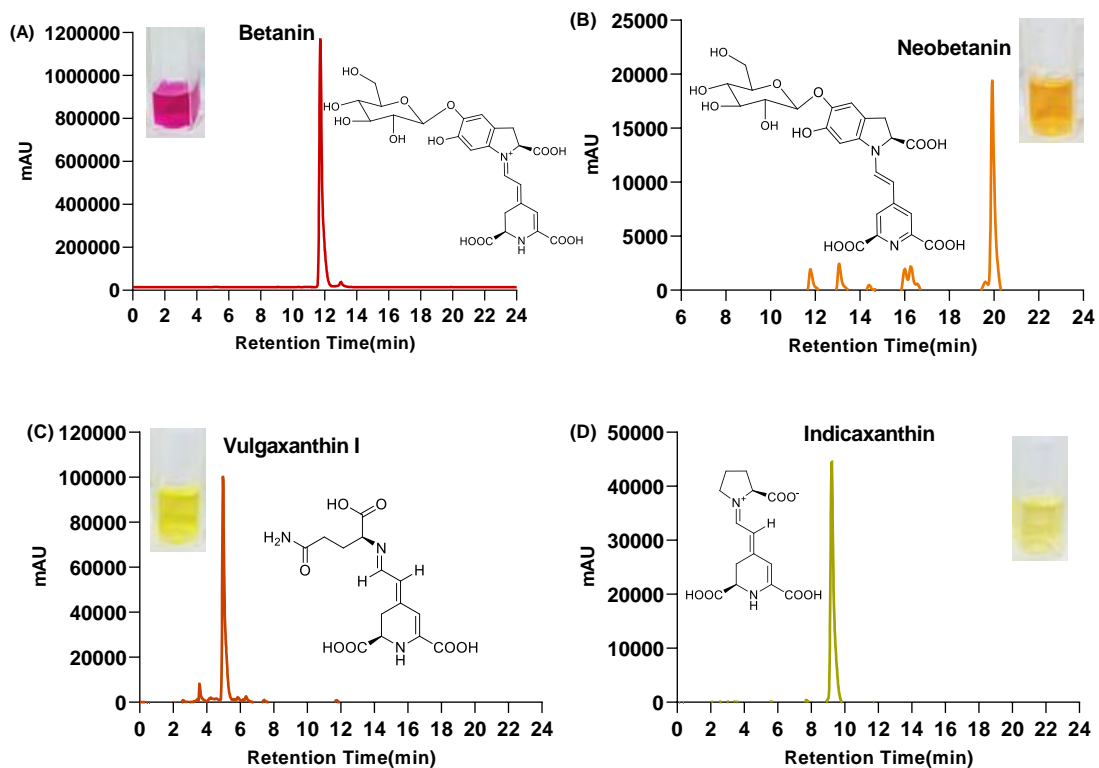 (A)
Betanin
mAU
1200000
1000000
800000
600000
400000
200000
0
0 2 4 6 8 10 12 14 16 18 20 22 24
Retention Time(min)
HO
HO
HO
OH
O
O
HO
N+
COOH
HOOC
N
H
COOH
(B)
Neobetanin
mAU
25000
20000
15000
10000
5000
0
6 8 10 12 14 16 18 20 22 24
Retention Time(min)
HO
HO
HO
OH
O
O
HO
N
COOH
HOOC
N
COOH
(C)
Vulgaxanthin I
mAU
120000
100000
80000
60000
40000
20000
0
0 2 4 6 8 10 12 14 16 18 20 22 24
Retention Time(min)
HO
O
H2N
O
N
H
H
HOOC
N
H
COOH
(D)
Indicaxanthin
mAU
50000
40000
30000
20000
10000
0
0 2 4 6 8 10 12 14 16 18 20 22 24
Retention Time(min)
N+
COO-
H
HOOC
N
H
COOH